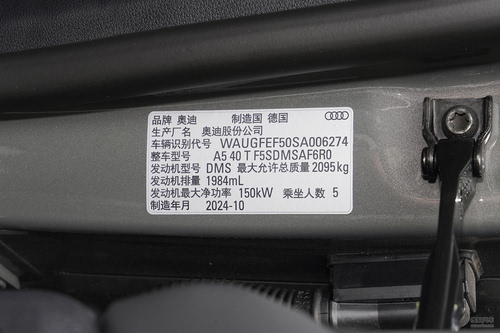 品牌 奥迪 制造国 德国
生产厂名 奥迪股份公司
车辆识别代号 WAUGFEF50SA006274
整车型号 A5 40 T F5SDMSAF6R0
发动机型号 DMS 最大允许总质量 2095kg
发动机排量 1984mL
发动机最大净功率 150kW 乘坐人数 5
制造年月 2024-10